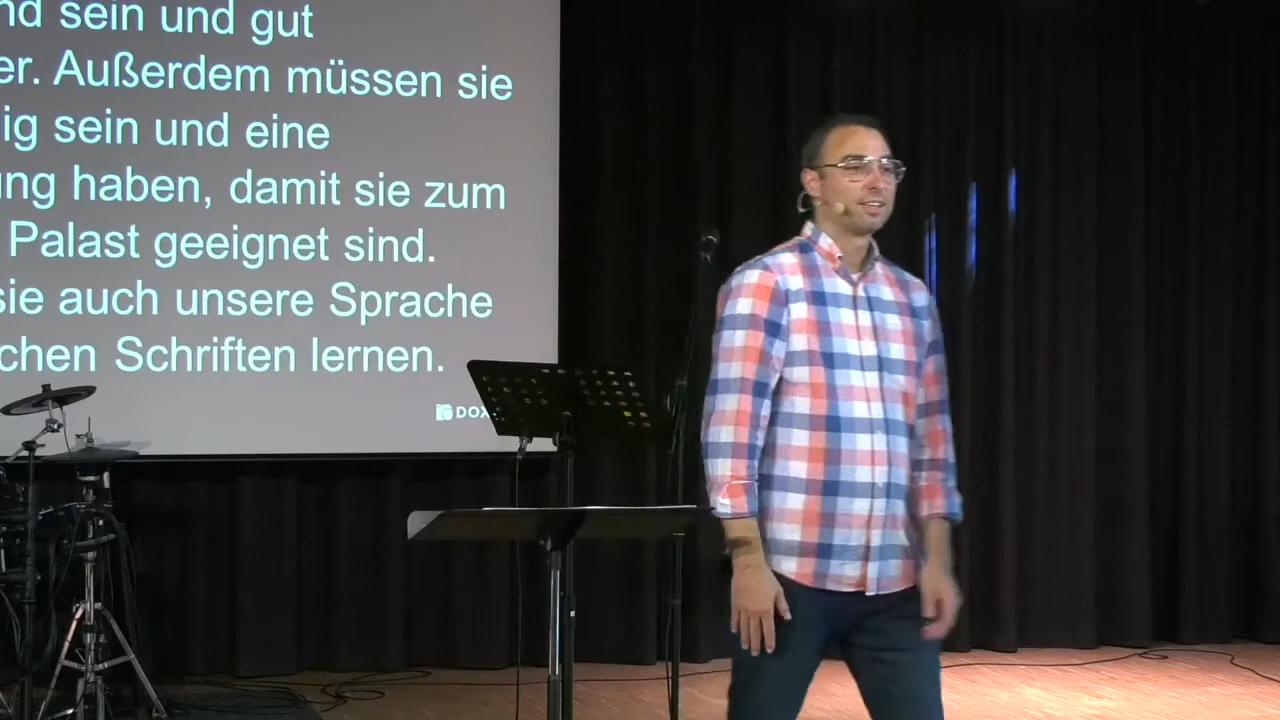 nd sein und gut
er. Außerdem müssen sie
ig sein und eine
ung haben, damit sie zum
Palast geeignet sind.
sie auch unsere Sprache
chen Schriften lernen.
DOX